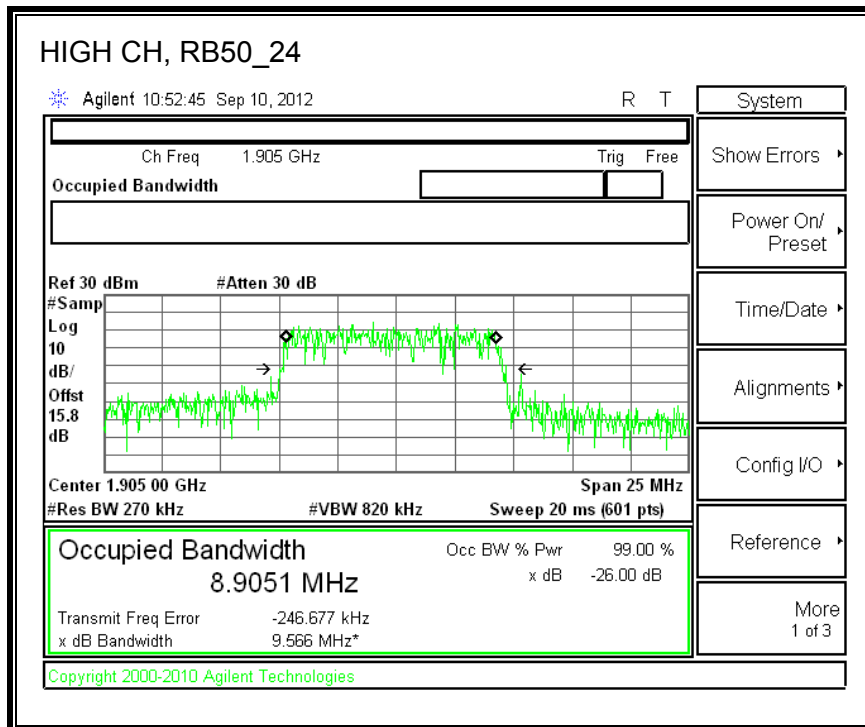 HIGH CH, RB50_24
Agilent 10:52:45 Sep 10, 2012 R T
System
Ch Freq 1.905 GHz Trig Free
Show Errors
Occupied Bandwidth
Power On/
Preset
Ref 30 dBm #Atten 30 dB
#Samp
Log
10
dB/
Offst
15.8
dB
Time/Date
Alignments
Config I/O
Center 1.905 00 GHz Span 25 MHz
#Res BW 270 kHz #VBW 820 kHz Sweep 20 ms (601 pts)
Occupied Bandwidth Occ BW % Pwr 99.00 %
8.9051 MHz x dB -26.00 dB
Reference
Transmit Freq Error -246.677 kHz
x dB Bandwidth 9.566 MHz*
More
1 of 3
Copyright 2000-2010 Agilent Technologies